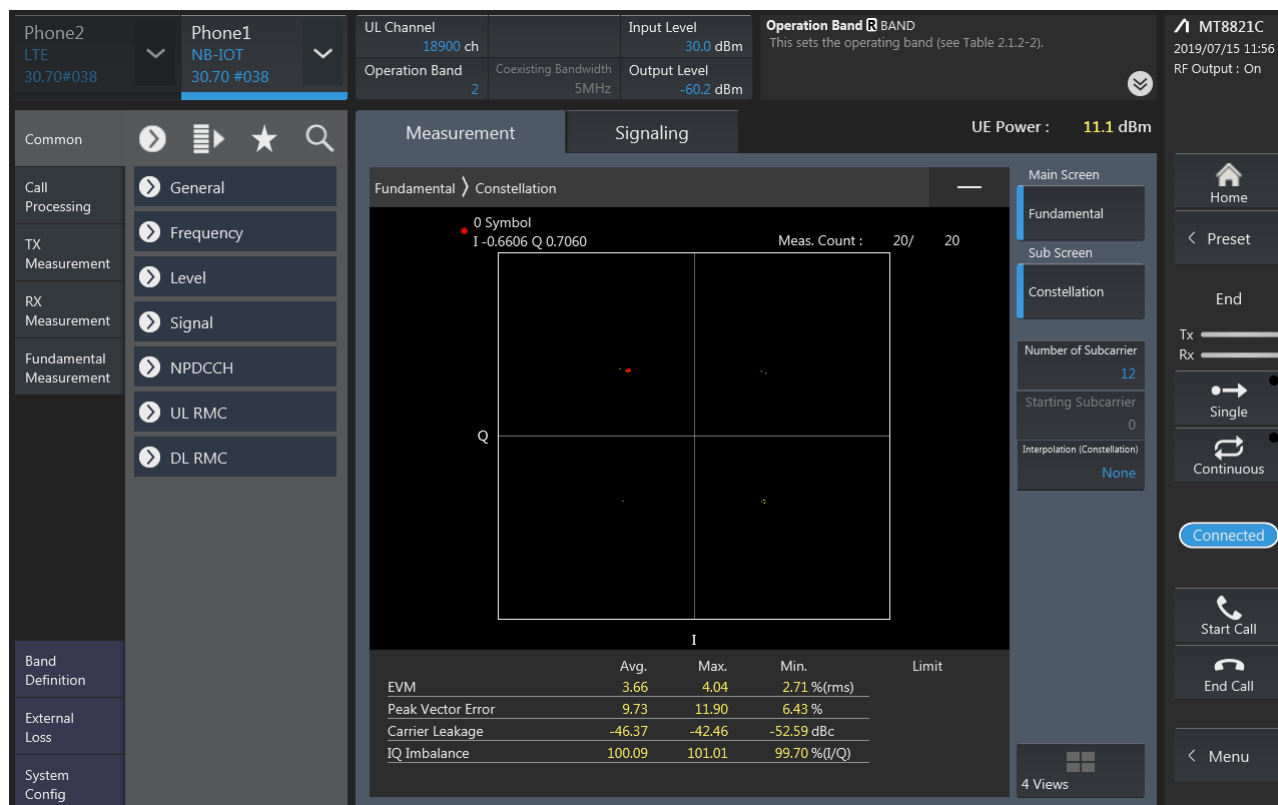 Phone2
LTE
30.70#038
Phone1
NB-IOT
30.70 #038
UL Channel
18900 ch
Operation Band
2
Coexisting Bandwidth
5MHz
Input Level
30.0 dBm
Output Level
-60.2 dBm
Operation Band R BAND
This sets the operating band (see Table 2.1.2-2).
MT8821C
2019/07/15 11:56
RF Output : On
Common
Call
Processing
TX
Measurement
RX
Measurement
Fundamental
Measurement
Band
Definition
External
Loss
System
Config
General
Frequency
Level
Signal
NPDCCH
UL RMC
DL RMC
Measurement
Signaling
UE Power : 11.1 dBm
Fundamental 〉 Constellation
0 Symbol
I -0.6606 Q 0.7060
Meas. Count : 20/ 20
Q
I
Avg. Max. Min. Limit
EVM 3.66 4.04 2.71 %(rms)
Peak Vector Error 9.73 11.90 6.43 %
Carrier Leakage -46.37 -42.46 -52.59 dBc
IQ Imbalance 100.09 101.01 99.70 %(I/Q)
Main Screen
Fundamental
Sub Screen
Constellation
Number of Subcarrier
12
Starting Subcarrier
0
Interpolation (Constellation)
None
4 Views
Home
< Preset
End
Tx
Rx
Single
Continuous
Connected
Start Call
End Call
< Menu